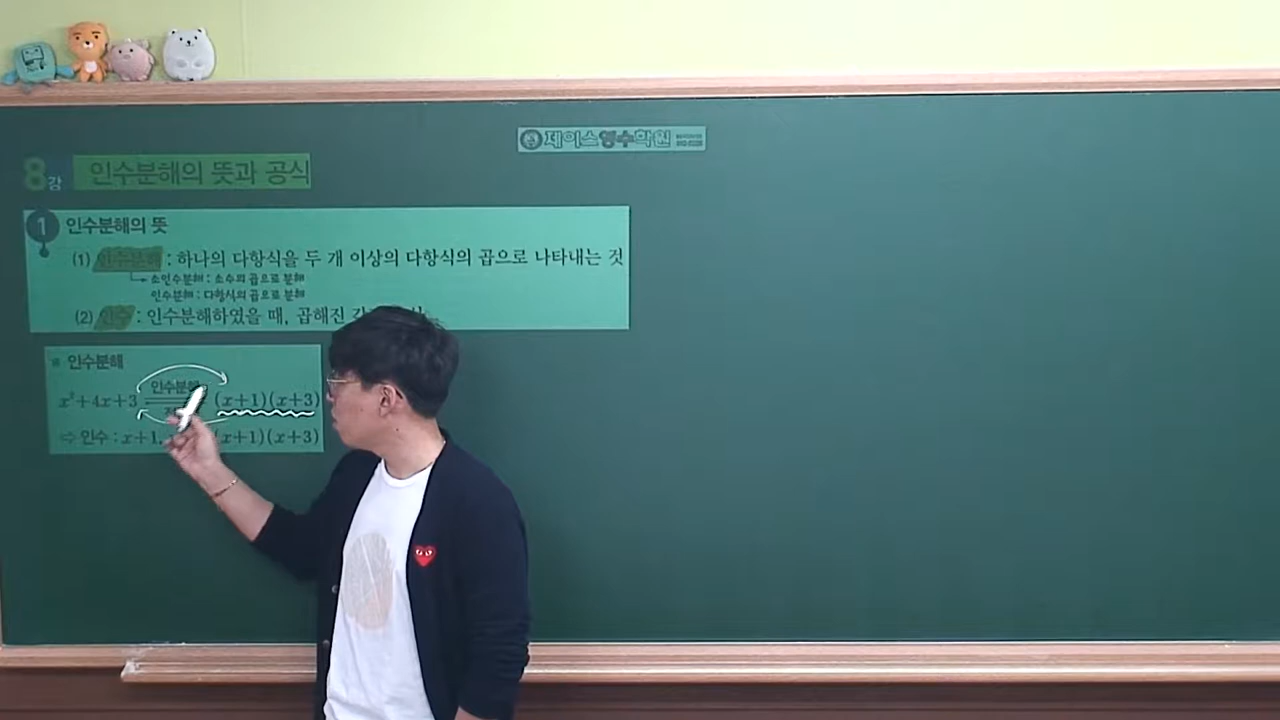 제이스영수학원
8강 인수분해의 뜻과 공식
1 인수분해의 뜻
(1) 인수분해 : 하나의 다항식을 두 개 이상의 다항식의 곱으로 나타내는 것
소인수분해 : 소수의 곱으로 분해
인수분해 : 다항식의 곱으로 분해
(2) 인수 : 인수분해하였을 때, 곱해진
인수분해
인수분해
x²+4x+3 (x+1)(x+3)
⇨ 인수 : x+1, (x+1)(x+3)